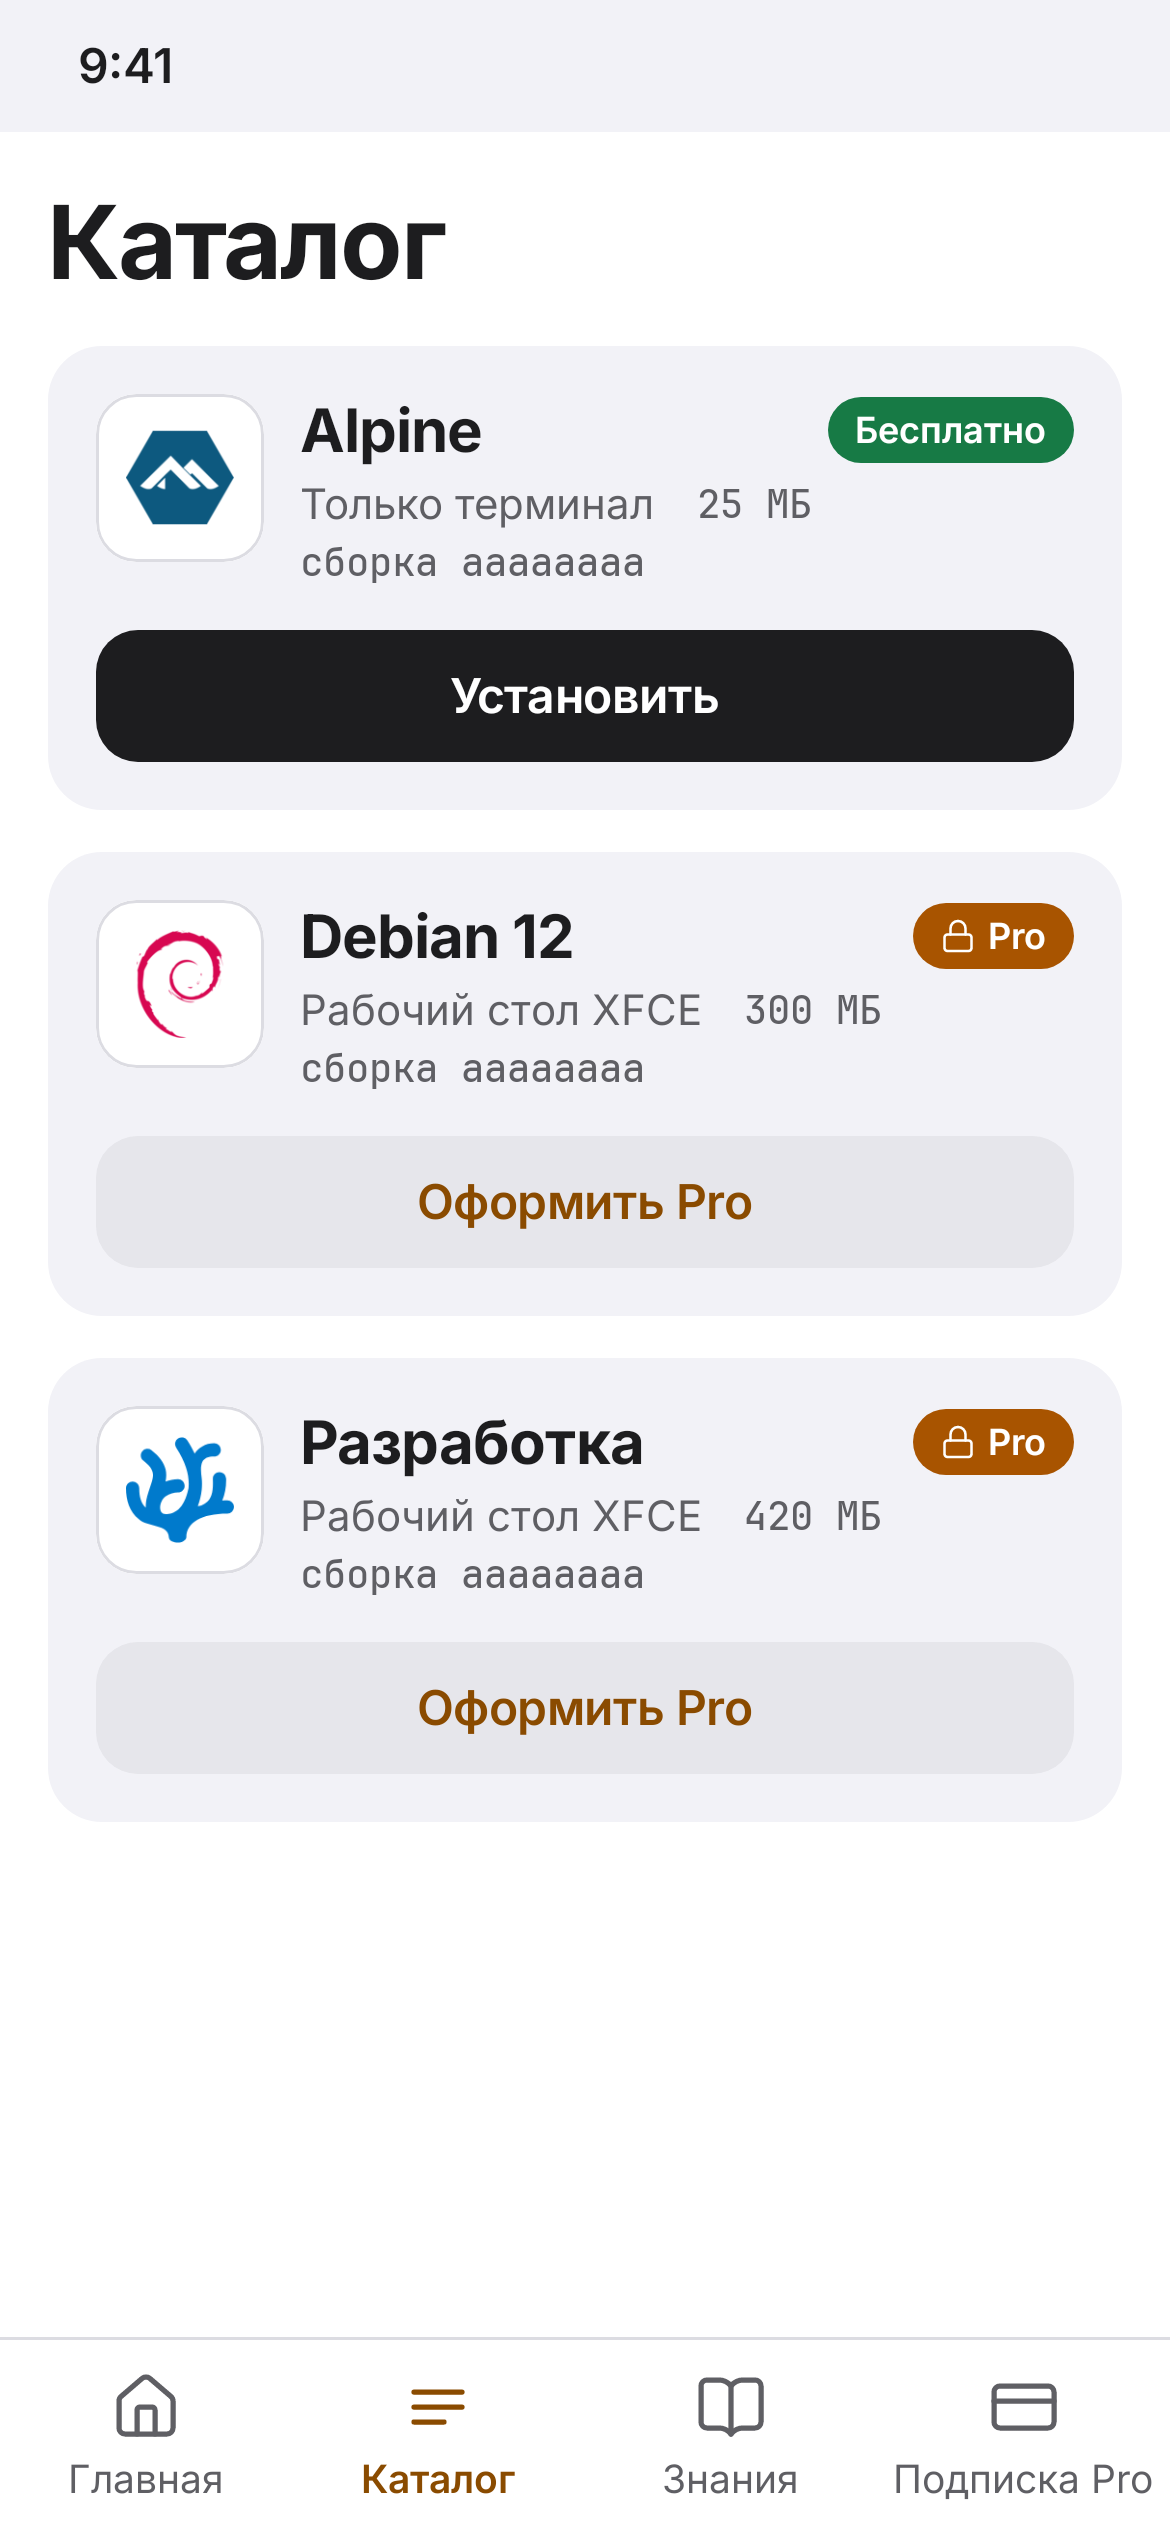 9:41
Каталог
Alpine
Бесплатно
Только терминал 25 МБ
сборка aaaaaaaa
Установить
Debian 12
Pro
Рабочий стол XFCE 300 МБ
сборка aaaaaaaa
Оформить Pro
Разработка
Pro
Рабочий стол XFCE 420 МБ
сборка aaaaaaaa
Оформить Pro
Главная
Каталог
Знания
Подписка Pro